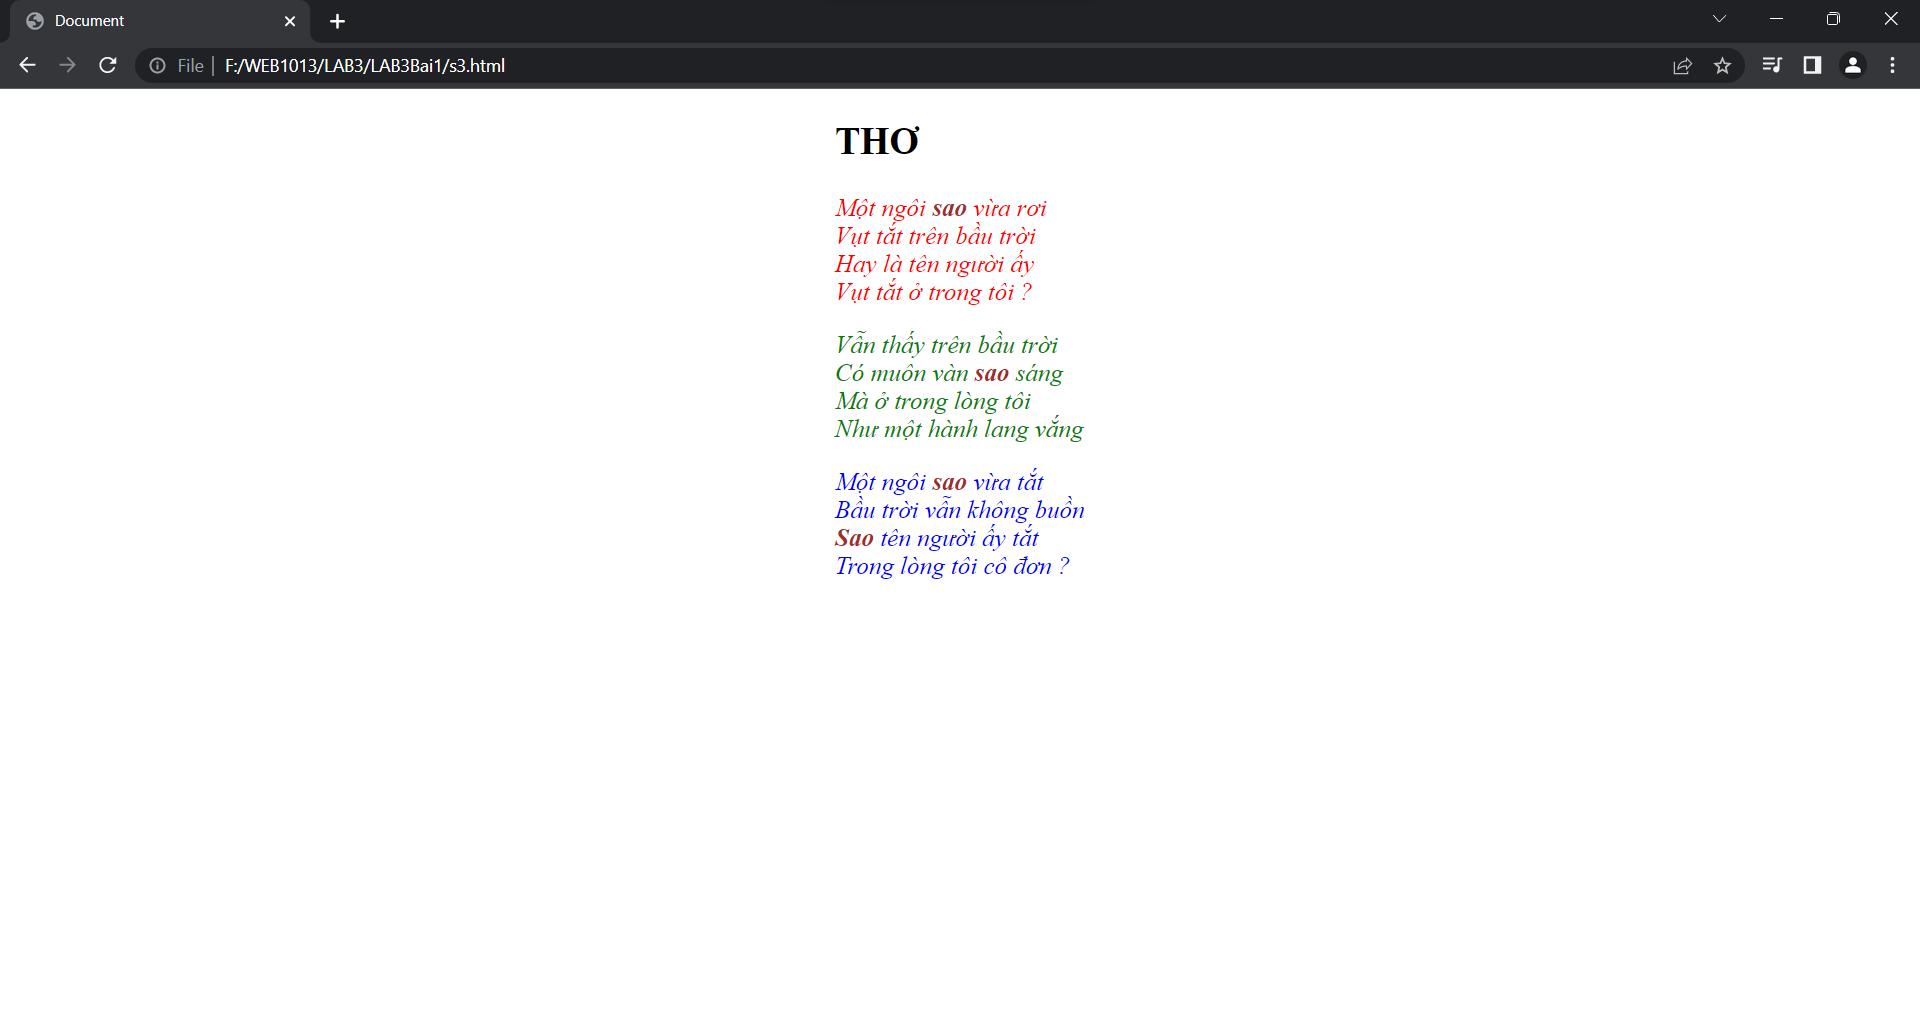 Document
File
F:/WEB1013/LAB3/LAB3Bai1/s3.html
THƠ
Một ngôi sao vừa rơi
Vụt tắt trên bầu trời
Hay là tên người ấy
Vụt tắt ở trong tôi ?
Vẫn thấy trên bầu trời
Có muôn vàn sao sáng
Mà ở trong lòng tôi
Như một hành lang vắng
Một ngôi sao vừa tắt
Bầu trời vẫn không buồn
Sao tên người ấy tắt
Trong lòng tôi cô đơn ?